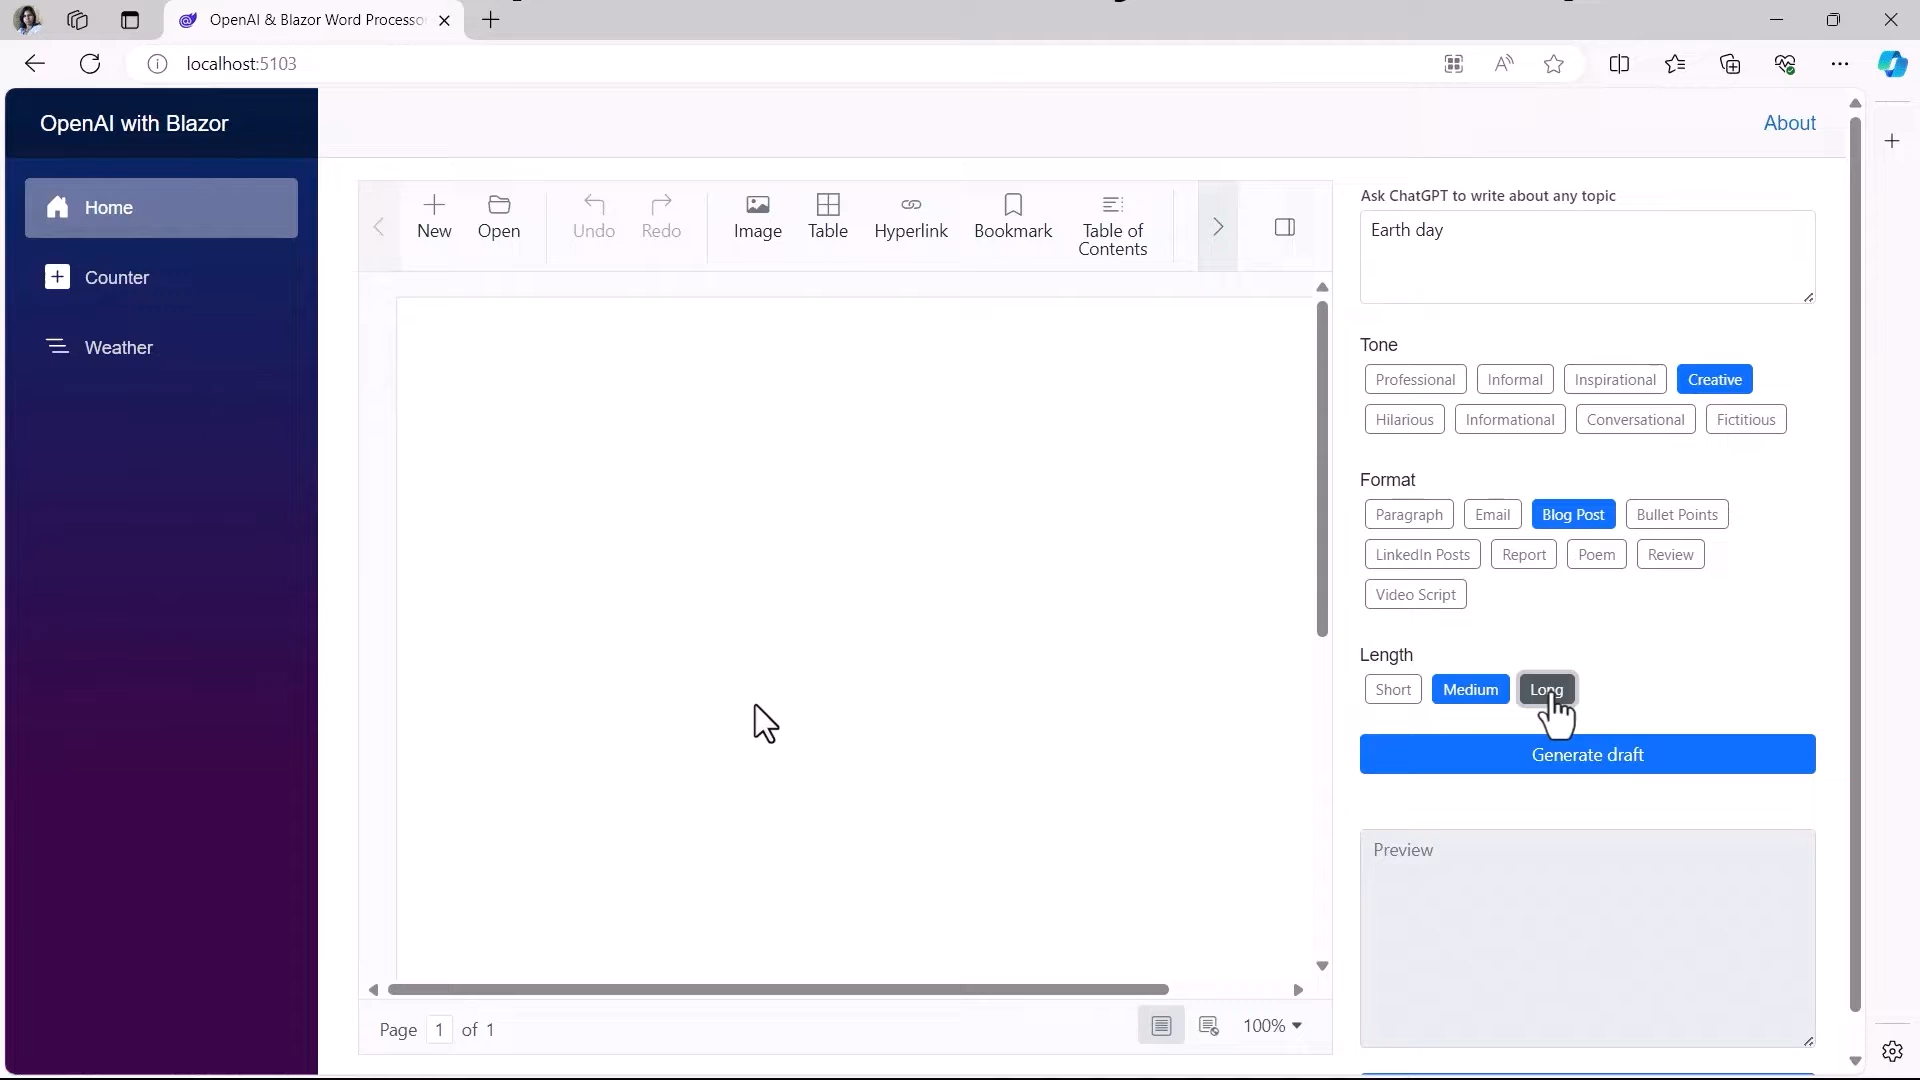 OpenAI & Blazor Word Processo
localhost:5103
OpenAI with Blazor
About
Home
Counter
Weather
New
Open
Undo
Redo
Image
Table
Hyperlink
Bookmark
Table of
Contents
Ask ChatGPT to write about any topic
Earth day
Tone
Professional
Informal
Inspirational
Creative
Hilarious
Informational
Conversational
Fictitious
Format
Paragraph
Email
Blog Post
Bullet Points
LinkedIn Posts
Report
Poem
Review
Video Script
Length
Short
Medium
Long
Generate draft
Preview
Page 1 of 1
100%